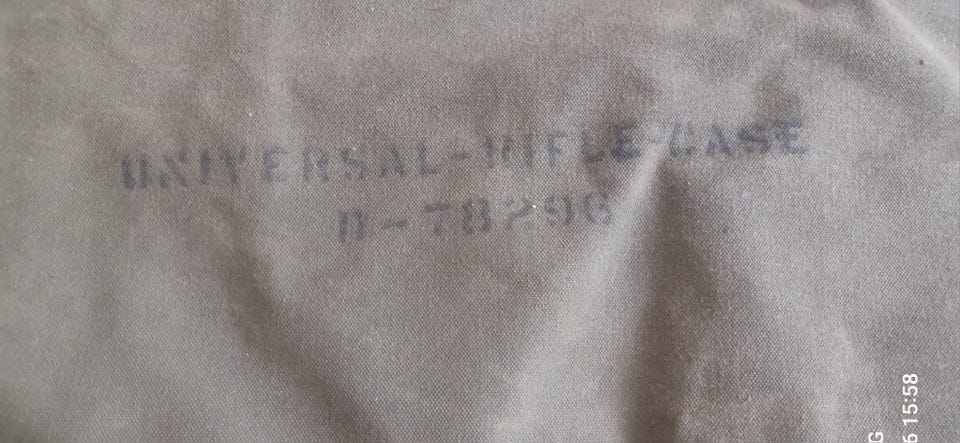 UNIVERSAL-RIFLE-CASE
D-78296
G
6 15:58